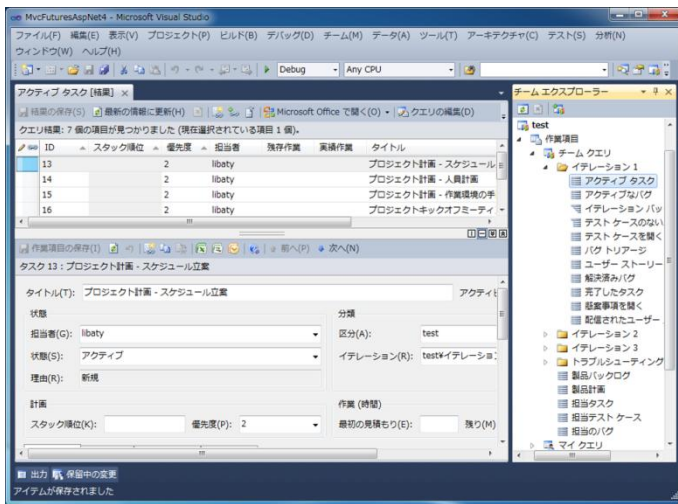 MvcFuturesAspNet4 - Microsoft Visual Studio
ファイル(F) 編集(E) 表示(V) プロジェクト(P) ビルド(B) デバッグ(D) チーム(M) データ(A) ツール(T) アーキテクチャ(C) テスト(S) 分析(N)
ウィンドウ(W) ヘルプ(H)
Debug Any CPU
アクティブ タスク [結果]
結果の保存(S) 最新の情報に更新(H) Microsoft Office で開く(O) クエリの編集(D)
クエリ結果: 7 個の項目が見つかりました (現在選択されている項目 1 個)。
ID スタック順位 優先度 担当者 残存作業 実績作業 タイトル
13 2 libaty プロジェクト計画 - スケジュール
14 2 libaty プロジェクト計画 - 人員計画
15 2 libaty プロジェクト計画 - 作業環境の手
16 2 libaty プロジェクトキックオフミーティ
作業項目の保存(I) 前へ(P) 次へ(N)
タスク 13 : プロジェクト計画 - スケジュール立案
タイトル(T): プロジェクト計画 - スケジュール立案 アクティビ
状態 分類
担当者(G): libaty 区分(A): test
状態(S): アクティブ イテレーション(R): test¥イテレーショ
理由(R): 新規
計画 作業 (時間)
スタック順位(K): 優先度(P): 2 最初の見積もり(E): 残り(M)
出力 保留中の変更
アイテムが保存されました
チーム エクスプローラー
test
作業項目
チーム クエリ
イテレーション 1
アクティブ タスク
アクティブなバグ
イテレーション バッ
テスト ケースのない
テスト ケースを開く
バグ トリアージ
ユーザー ストーリー
解決済みバグ
完了したタスク
懸案事項を開く
配信されたユーザー
イテレーション 2
イテレーション 3
トラブルシューティング
製品バックログ
製品計画
担当タスク
担当テスト ケース
担当のバグ
マイ クエリ